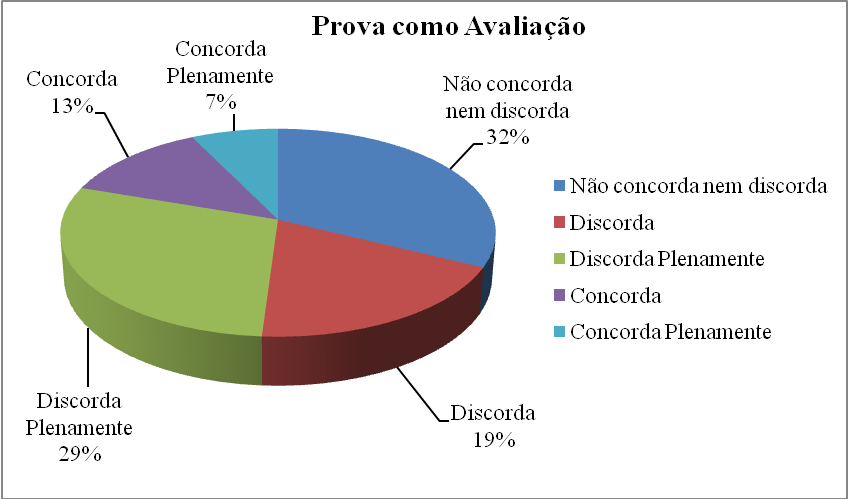 Prova como Avaliação
Concorda
Plenamente
7%
Concorda
13%
Não concorda
nem discorda
32%
Não concorda nem discorda
Discorda
Discorda Plenamente
Concorda
Concorda Plenamente
Discorda
Plenamente
29%
Discorda
19%